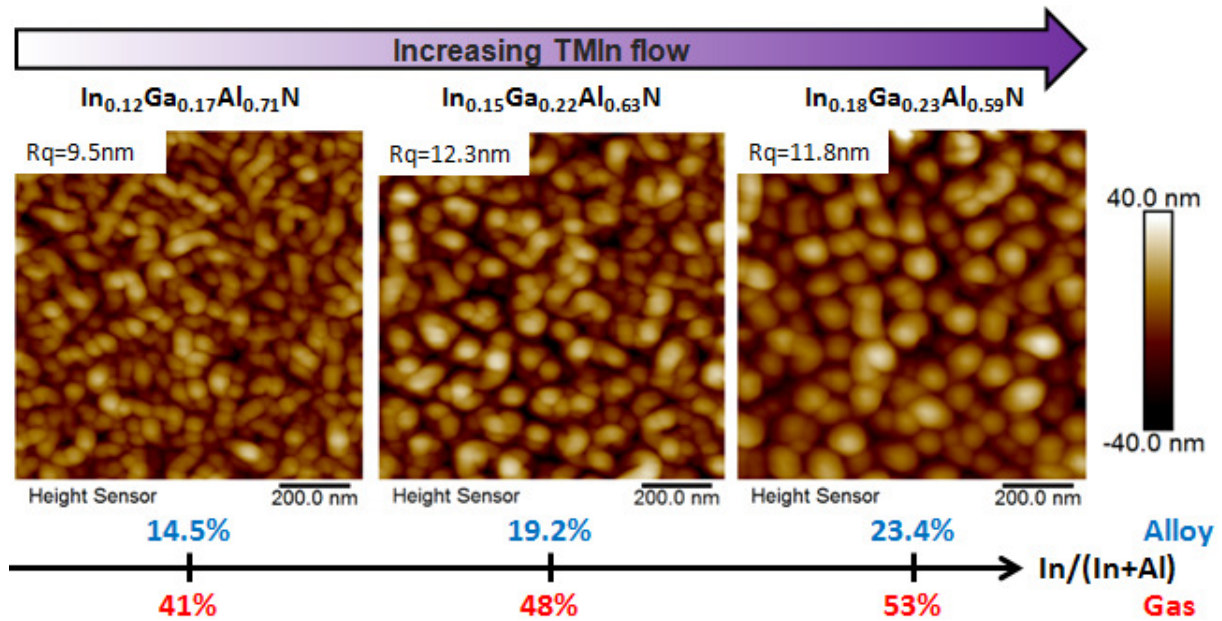 Increasing TMIn flow
In0.12Ga0.17Al0.71N In0.15Ga0.22Al0.63N In0.18Ga0.23Al0.59N
Rq=9.5nm Rq=12.3nm Rq=11.8nm
40.0 nm
-40.0 nm
Height Sensor 200.0 nm Height Sensor 200.0 nm Height Sensor 200.0 nm
14.5% 19.2% 23.4% Alloy
In/(In+Al)
41% 48% 53% Gas